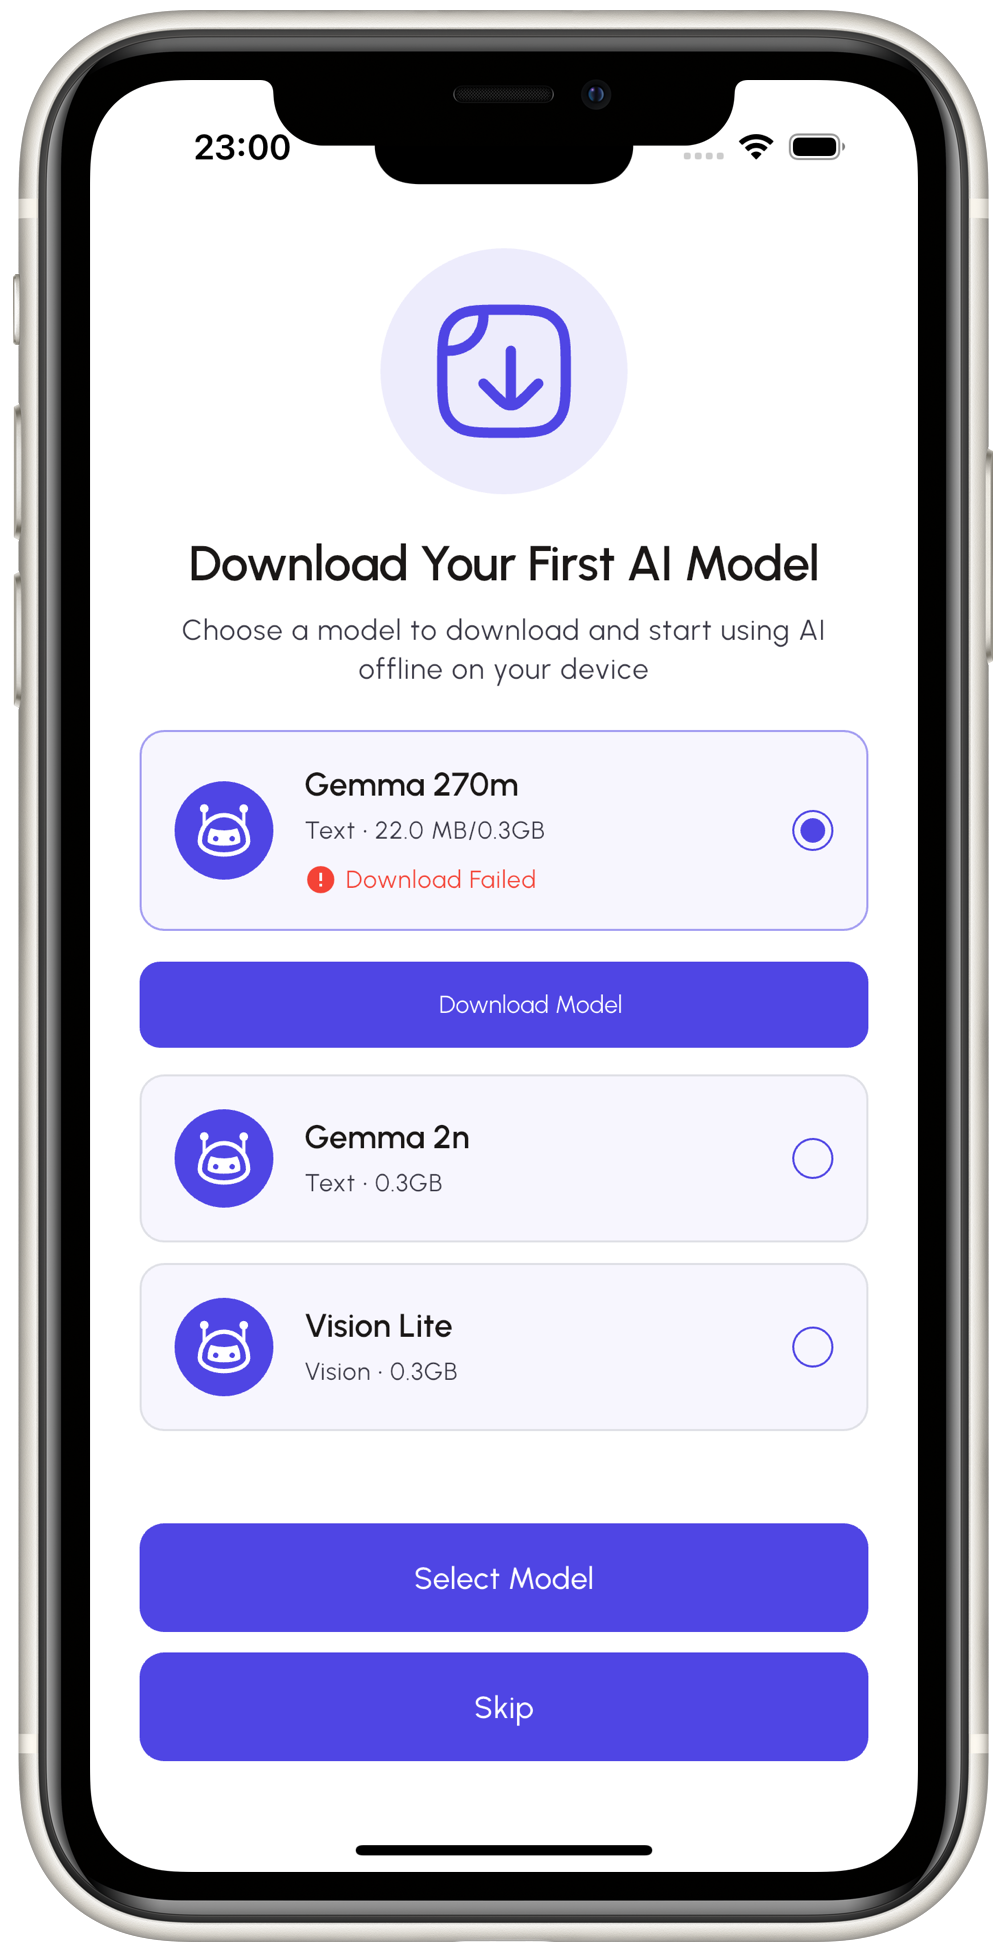 23:00
Download Your First AI Model
Choose a model to download and start using AI
offline on your device
Gemma 270m
Text · 22.0 MB/0.3GB
Download Failed
Download Model
Gemma 2n
Text · 0.3GB
Vision Lite
Vision · 0.3GB
Select Model
Skip